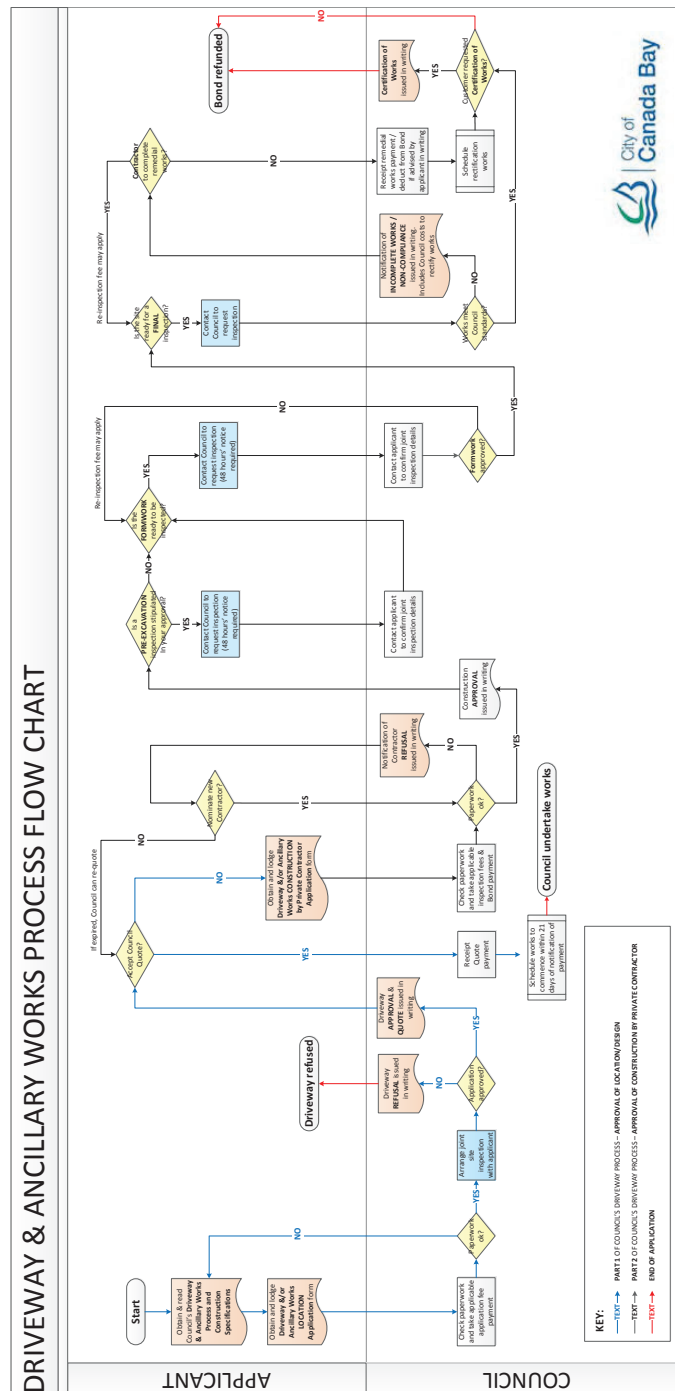 DRIVEWAY & ANCILLARY WORKS PROCESS FLOW CHART
APPLICANT
COUNCIL
Start
Obtain & read
Council's Driveway
& Ancillary Works
Process and
Construction
Specifications
Obtain and lodge
Driveway &/or
Ancillary Works
LOCATION
Application form
Check paperwork
and take applicable
application fee
payment
Paperwork
ok?
NO
YES
Arrange joint
site
inspection
with applicant
Application
approved?
NO
YES
Driveway
REFUSAL issued
in writing
Driveway refused
Driveway
APPROVAL &
QUOTE issued in
writing
If expired, Council can re-quote
Accept Council
Quote?
NO
YES
Receipt
Quote
payment
Schedule works to
commence within 21
days of notification of
payment
Council undertake works
Obtain and lodge
Driveway &/or Ancillary
Works CONSTRUCTION
by Private Contractor
Application form
Check paperwork
and take applicable
inspection fees &
Bond payment
Paperwork
ok?
NO
YES
Notification of
Contractor
REFUSAL
issued in writing
Nominate new
Contractor?
NO
YES
Construction
APPROVAL
issued in writing
Is a
PRE-EXCAVATION
inspection stipulated
in your approval?
NO
YES
Contact Council to
request inspection
(48 hours' notice
required)
Contact applicant
to confirm joint
inspection details
Is the
FORMWORK
ready to be
inspected?
YES
Contact Council to
request inspection
(48 hours' notice
required)
Contact applicant
to confirm joint
inspection details
Formwork
approved?
NO
YES
Re-inspection fee may apply
Is the site
ready for a
FINAL
inspection?
YES
Contact
Council to
request
inspection
Works meet
Council
standards?
NO
YES
Notification of
INCOMPLETE WORKS /
NON-COMPLIANCE
issued in writing.
Includes Council costs to
rectify works
Re-inspection fee may apply
Contractor
to complete
remedial
works?
YES
NO
Receipt remedial
works payment /
deduct from Bond
if advised by
applicant in writing
Schedule
rectification
works
Customer requested
Certification of
Works?
YES
NO
Certification of
Works
issued in writing
Bond refunded
KEY:
TEXT PART 1 OF COUNCIL'S DRIVEWAY PROCESS – APPROVAL OF LOCATION/DESIGN
TEXT PART 2 OF COUNCIL'S DRIVEWAY PROCESS – APPROVAL OF CONSTRUCTION BY PRIVATE CONTRACTOR
TEXT END OF APPLICATION
City of
Canada Bay